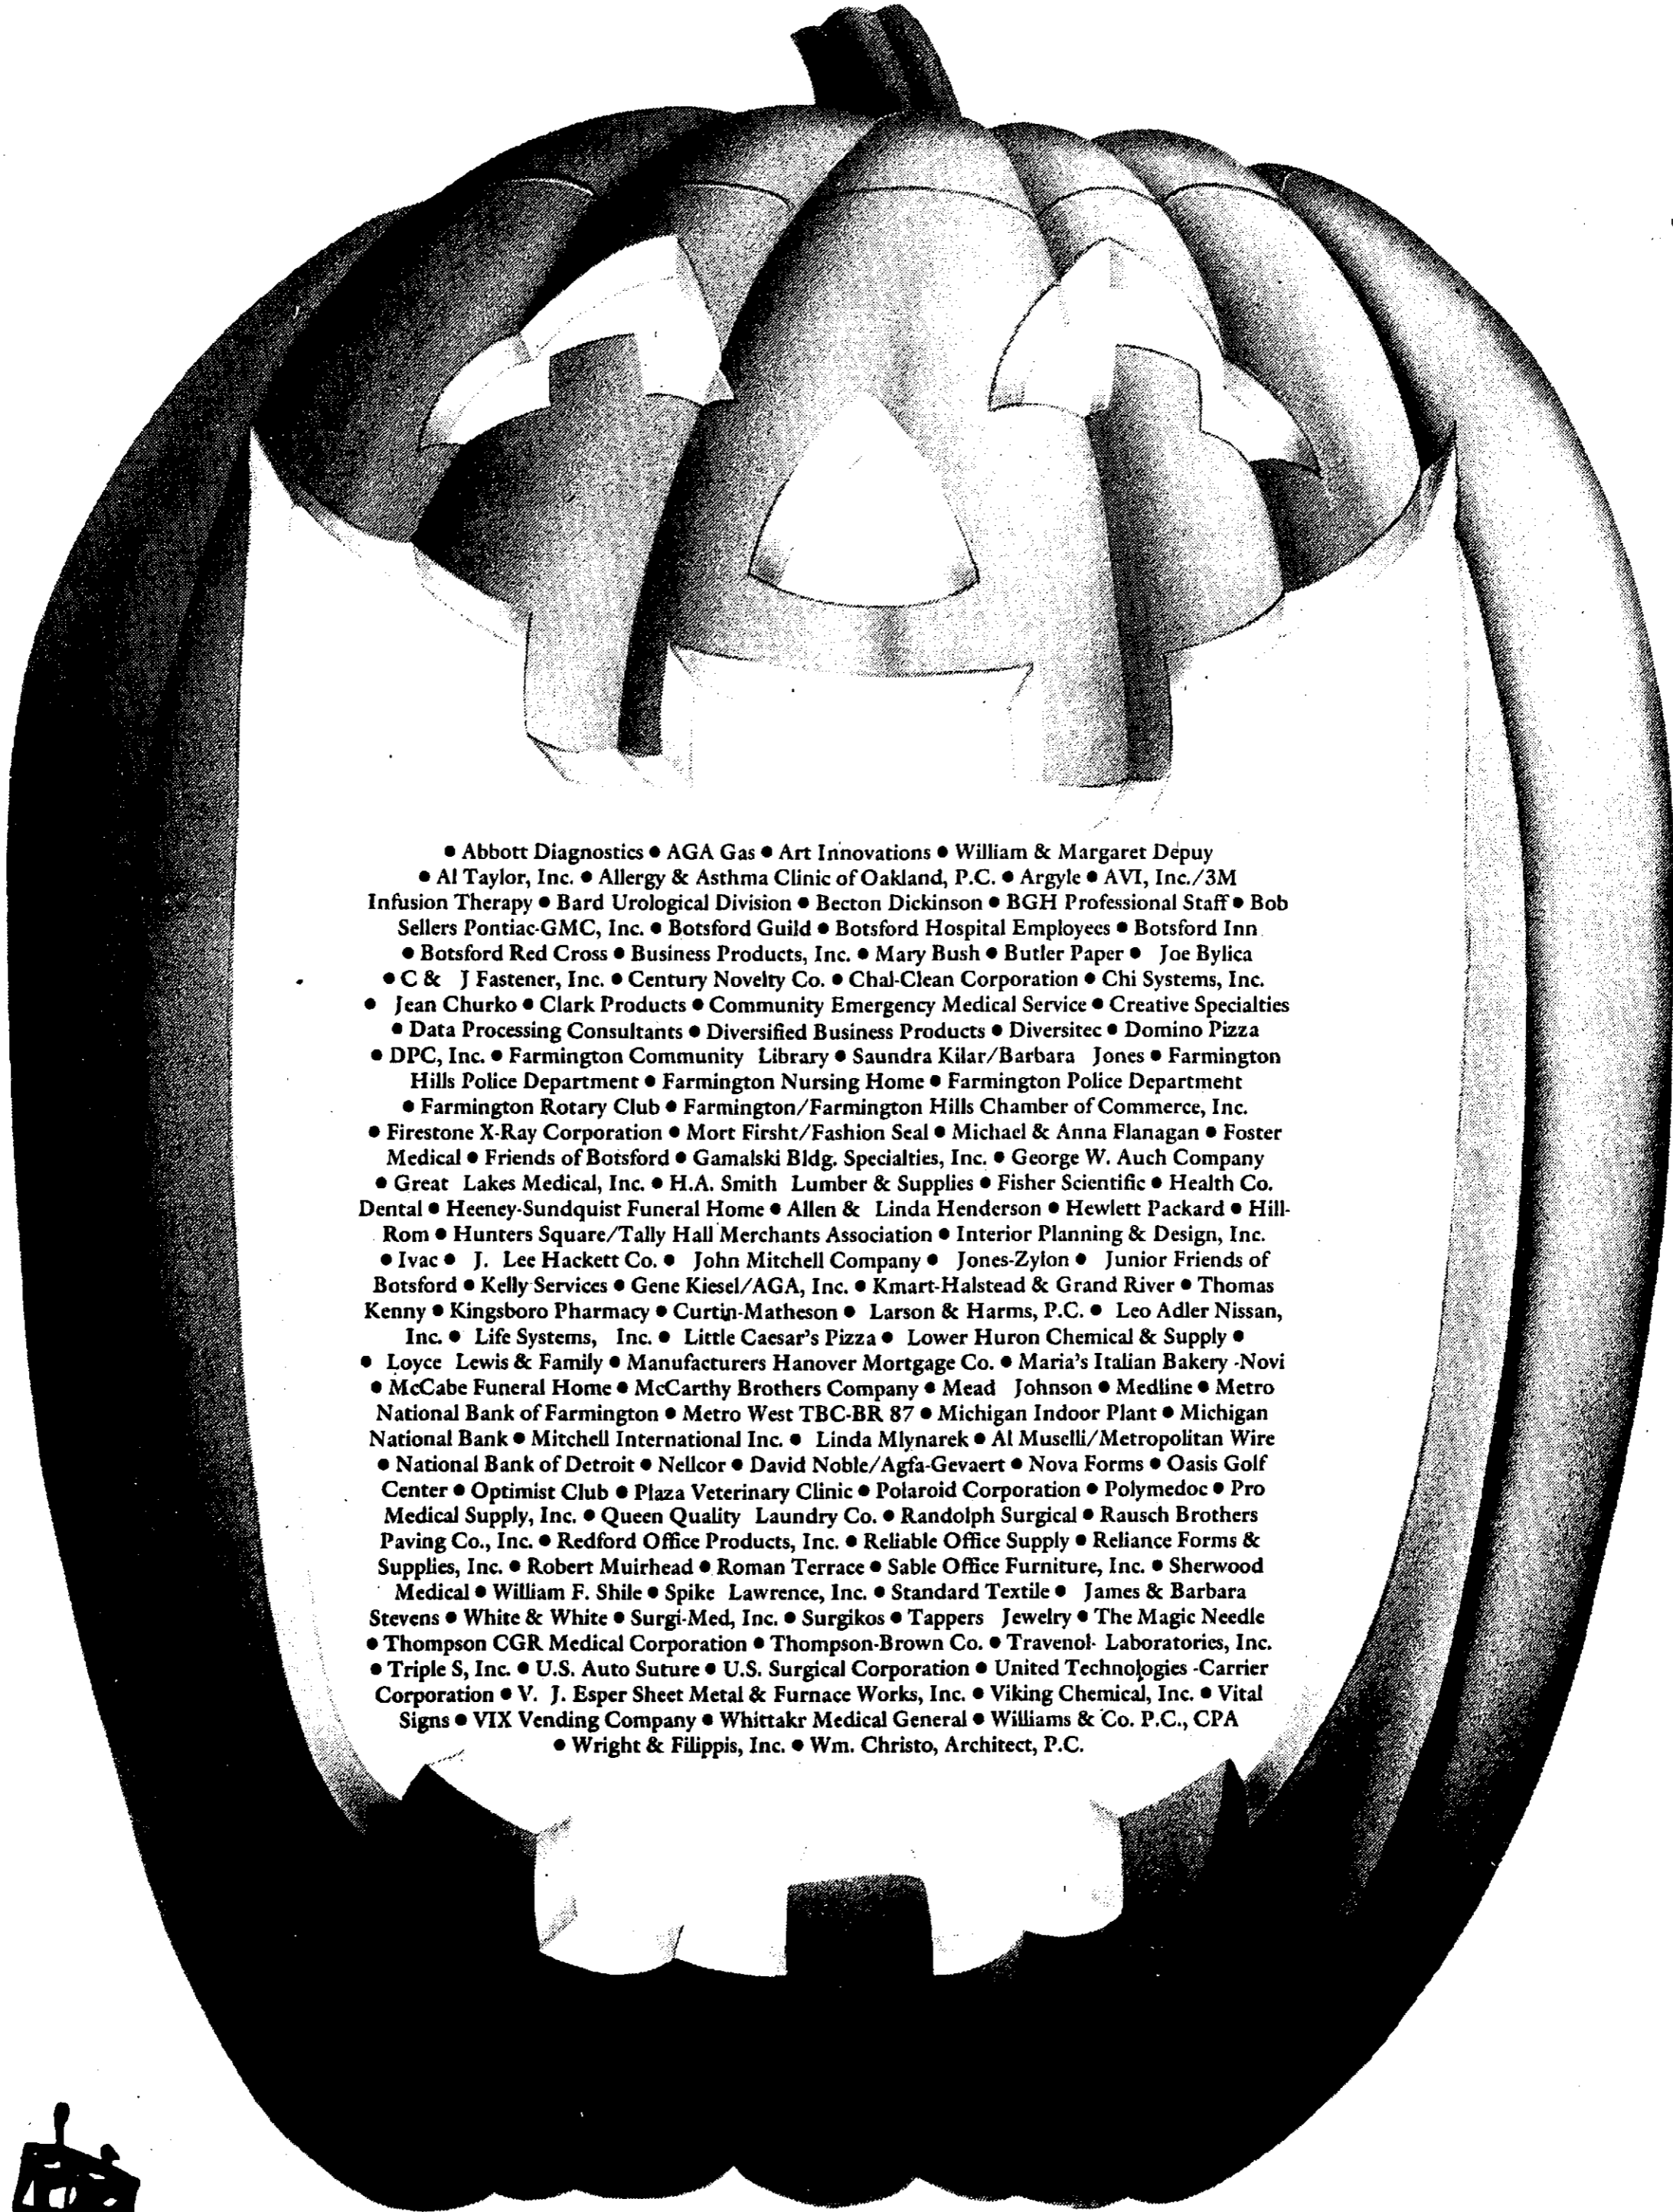 ● Abbott Diagnostics ● AGA Gas ● Art Innovations ● William & Margaret Depuy
● Al Taylor, Inc. ● Allergy & Asthma Clinic of Oakland, P.C. ● Argyle ● AVI, Inc./3M
Infusion Therapy ● Bard Urological Division ● Becton Dickinson ● BGH Professional Staff ● Bob
Sellers Pontiac-GMC, Inc. ● Botsford Guild ● Botsford Hospital Employees ● Botsford Inn
● Botsford Red Cross ● Business Products, Inc. ● Mary Bush ● Butler Paper ● Joe Bylica
● C & J Fastener, Inc. ● Century Novelty Co. ● Chal-Clean Corporation ● Chi Systems, Inc.
● Jean Churko ● Clark Products ● Community Emergency Medical Service ● Creative Specialties
● Data Processing Consultants ● Diversified Business Products ● Diversitec ● Domino Pizza
● DPC, Inc. ● Farmington Community Library ● Saundra Kilar/Barbara Jones ● Farmington
Hills Police Department ● Farmington Nursing Home ● Farmington Police Department
● Farmington Rotary Club ● Farmington/Farmington Hills Chamber of Commerce, Inc.
● Firestone X-Ray Corporation ● Mort Firsht/Fashion Seal ● Michael & Anna Flanagan ● Foster
Medical ● Friends of Botsford ● Gamalski Bldg. Specialties, Inc. ● George W. Auch Company
● Great Lakes Medical, Inc. ● H.A. Smith Lumber & Supplies ● Fisher Scientific ● Health Co.
Dental ● Heeney-Sundquist Funeral Home ● Allen & Linda Henderson ● Hewlett Packard ● Hill-
Rom ● Hunters Square/Tally Hall Merchants Association ● Interior Planning & Design, Inc.
● Ivac ● J. Lee Hackett Co. ● John Mitchell Company ● Jones-Zylon ● Junior Friends of
Botsford ● Kelly Services ● Gene Kiesel/AGA, Inc. ● Kmart-Halstead & Grand River ● Thomas
Kenny ● Kingsboro Pharmacy ● Curtin-Matheson ● Larson & Harms, P.C. ● Leo Adler Nissan,
Inc. ● Life Systems, Inc. ● Little Caesar's Pizza ● Lower Huron Chemical & Supply ●
● Loyce Lewis & Family ● Manufacturers Hanover Mortgage Co. ● Maria's Italian Bakery -Novi
● McCabe Funeral Home ● McCarthy Brothers Company ● Mead Johnson ● Medline ● Metro
National Bank of Farmington ● Metro West TBC-BR 87 ● Michigan Indoor Plant ● Michigan
National Bank ● Mitchell International Inc. ● Linda Mlynarek ● Al Muselli/Metropolitan Wire
● National Bank of Detroit ● Nellcor ● David Noble/Agfa-Gevaert ● Nova Forms ● Oasis Golf
Center ● Optimist Club ● Plaza Veterinary Clinic ● Polaroid Corporation ● Polymedoc ● Pro
Medical Supply, Inc. ● Queen Quality Laundry Co. ● Randolph Surgical ● Rausch Brothers
Paving Co., Inc. ● Redford Office Products, Inc. ● Reliable Office Supply ● Reliance Forms &
Supplies, Inc. ● Robert Muirhead ● Roman Terrace ● Sable Office Furniture, Inc. ● Sherwood
Medical ● William F. Shile ● Spike Lawrence, Inc. ● Standard Textile ● James & Barbara
Stevens ● White & White ● Surgi-Med, Inc. ● Surgikos ● Tappers Jewelry ● The Magic Needle
● Thompson CGR Medical Corporation ● Thompson-Brown Co. ● Travenol Laboratories, Inc.
● Triple S, Inc. ● U.S. Auto Suture ● U.S. Surgical Corporation ● United Technologies -Carrier
Corporation ● V. J. Esper Sheet Metal & Furnace Works, Inc. ● Viking Chemical, Inc. ● Vital
Signs ● VIX Vending Company ● Whittakr Medical General ● Williams & Co. P.C., CPA
● Wright & Filippis, Inc. ● Wm. Christo, Architect, P.C.